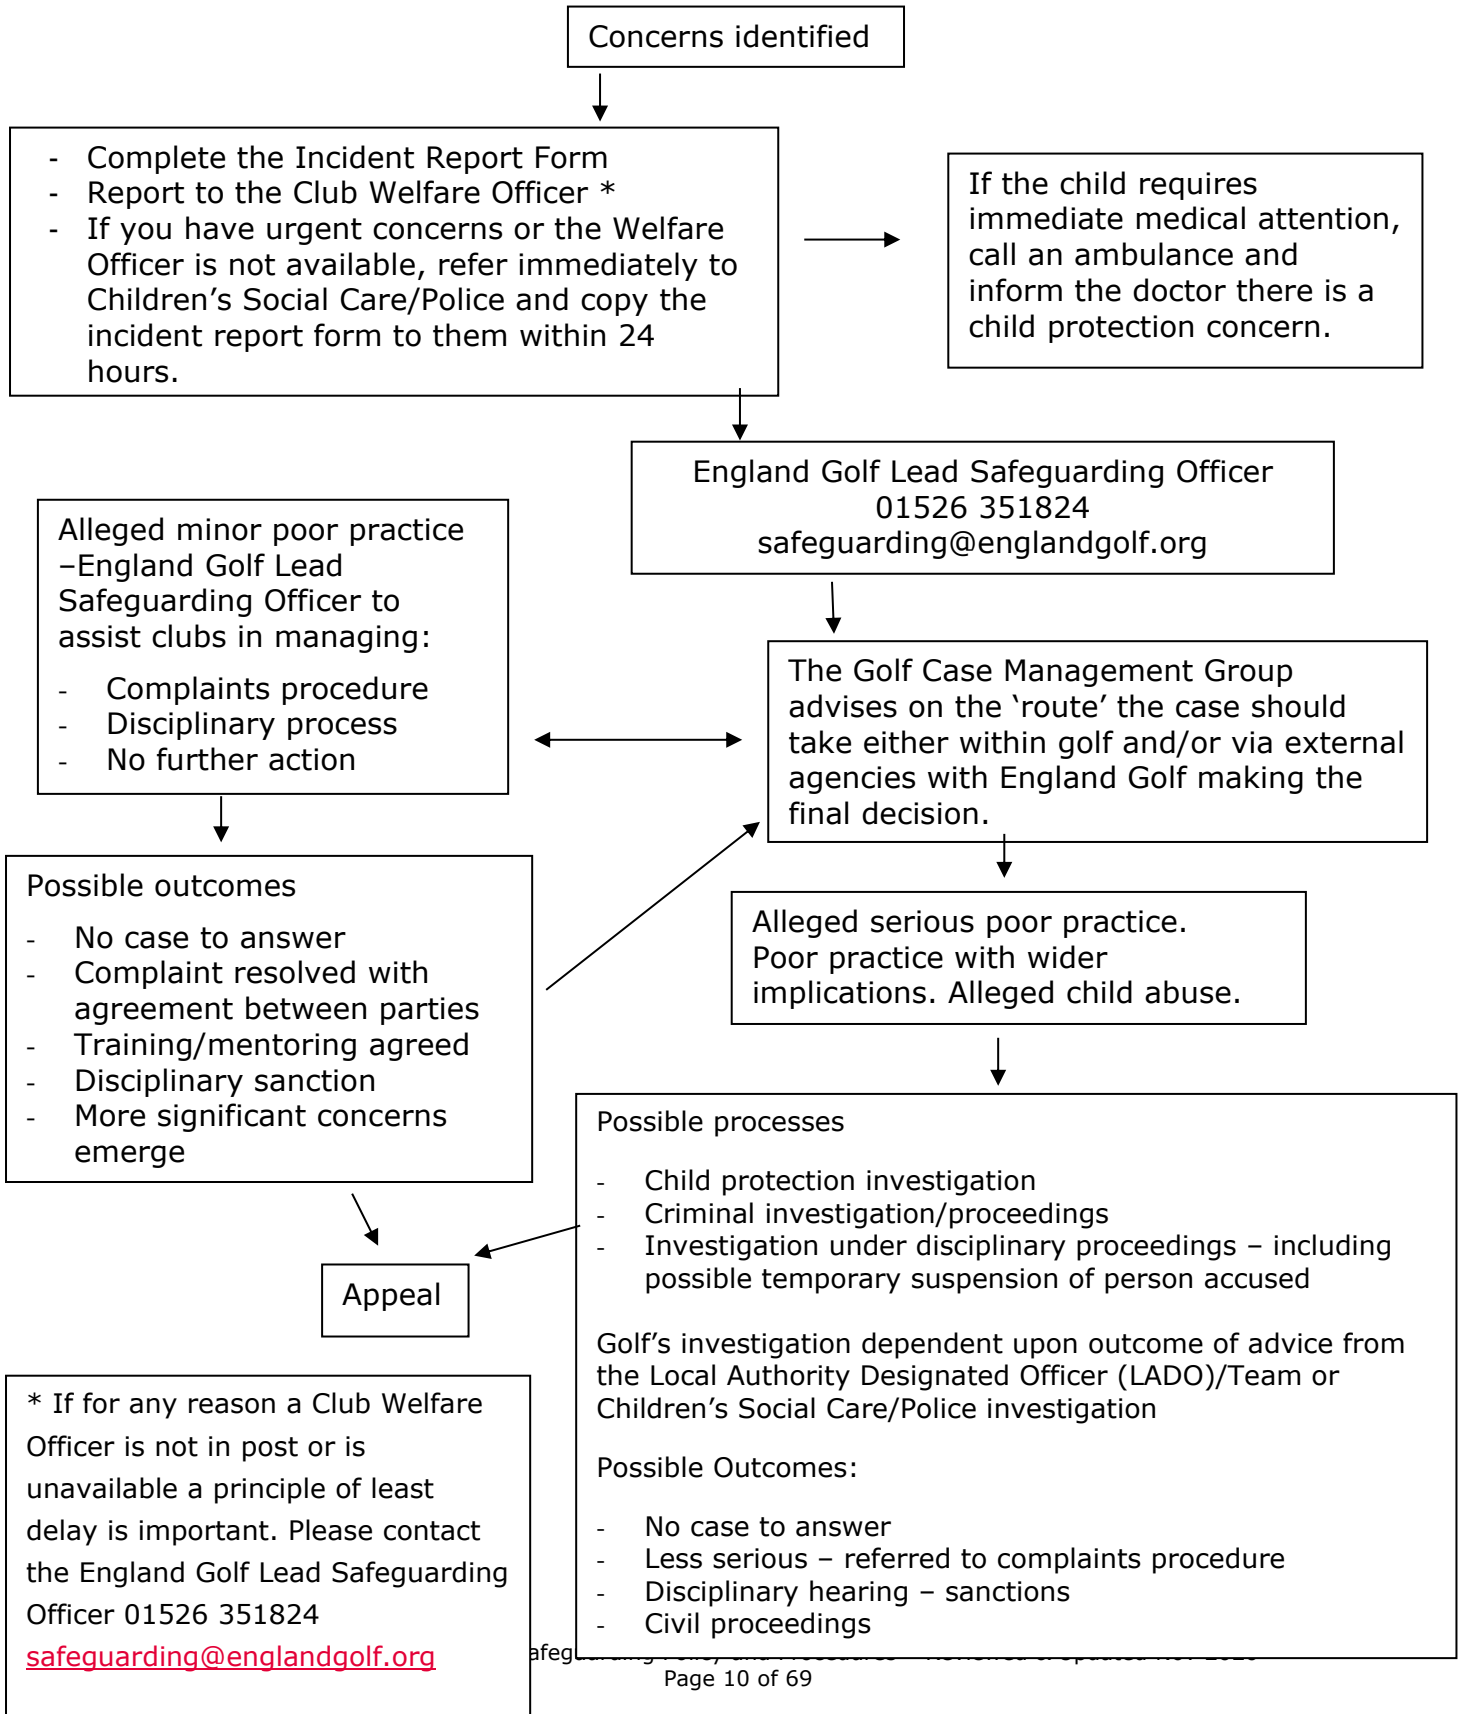 Concerns identified
- Complete the Incident Report Form
- Report to the Club Welfare Officer *
- If you have urgent concerns or the Welfare
Officer is not available, refer immediately to
Children’s Social Care/Police and copy the
incident report form to them within 24
hours.
If the child requires
immediate medical attention,
call an ambulance and
inform the doctor there is a
child protection concern.
England Golf Lead Safeguarding Officer
01526 351824
safeguarding@englandgolf.org
Alleged minor poor practice
–England Golf Lead
Safeguarding Officer to
assist clubs in managing:
- Complaints procedure
- Disciplinary process
- No further action
The Golf Case Management Group
advises on the ‘route’ the case should
take either within golf and/or via external
agencies with England Golf making the
final decision.
Possible outcomes
- No case to answer
- Complaint resolved with
agreement between parties
- Training/mentoring agreed
- Disciplinary sanction
- More significant concerns
emerge
Alleged serious poor practice.
Poor practice with wider
implications. Alleged child abuse.
Possible processes
- Child protection investigation
- Criminal investigation/proceedings
- Investigation under disciplinary proceedings – including
possible temporary suspension of person accused
Golf’s investigation dependent upon outcome of advice from
the Local Authority Designated Officer (LADO)/Team or
Children’s Social Care/Police investigation
Possible Outcomes:
- No case to answer
- Less serious – referred to complaints procedure
- Disciplinary hearing – sanctions
- Civil proceedings
Appeal
* If for any reason a Club Welfare
Officer is not in post or is
unavailable a principle of least
delay is important. Please contact
the England Golf Lead Safeguarding
Officer 01526 351824
safeguarding@englandgolf.org
Page 10 of 69